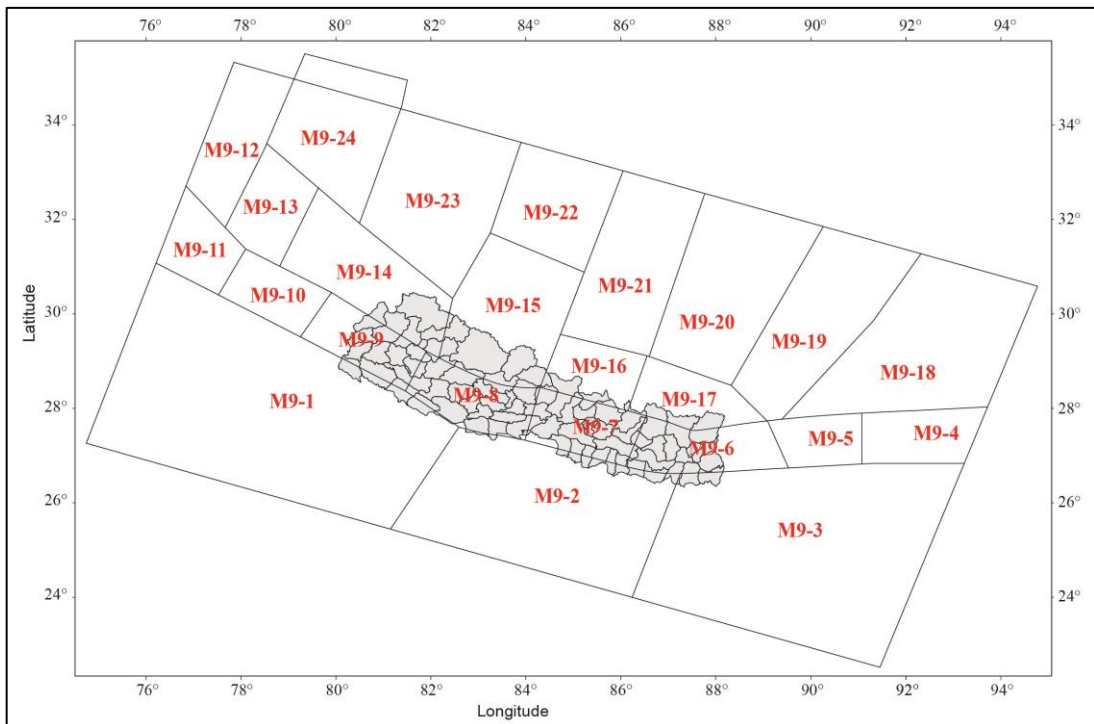 76° 78° 80° 82° 84° 86° 88° 90° 92° 94°
34° 34°
M9-24
M9-12
M9-23
M9-13
M9-22
32° 32°
M9-11
M9-14
M9-10
M9-15
M9-21
30° 30°
M9-20
M9-9
M9-19
M9-16
M9-18
M9-17
M9-8
M9-1
28° 28°
M9-7
M9-5
M9-4
M9-6
M9-2
26° 26°
M9-3
24° 24°
Latitude
76° 78° 80° 82° 84° 86° 88° 90° 92° 94°
Longitude